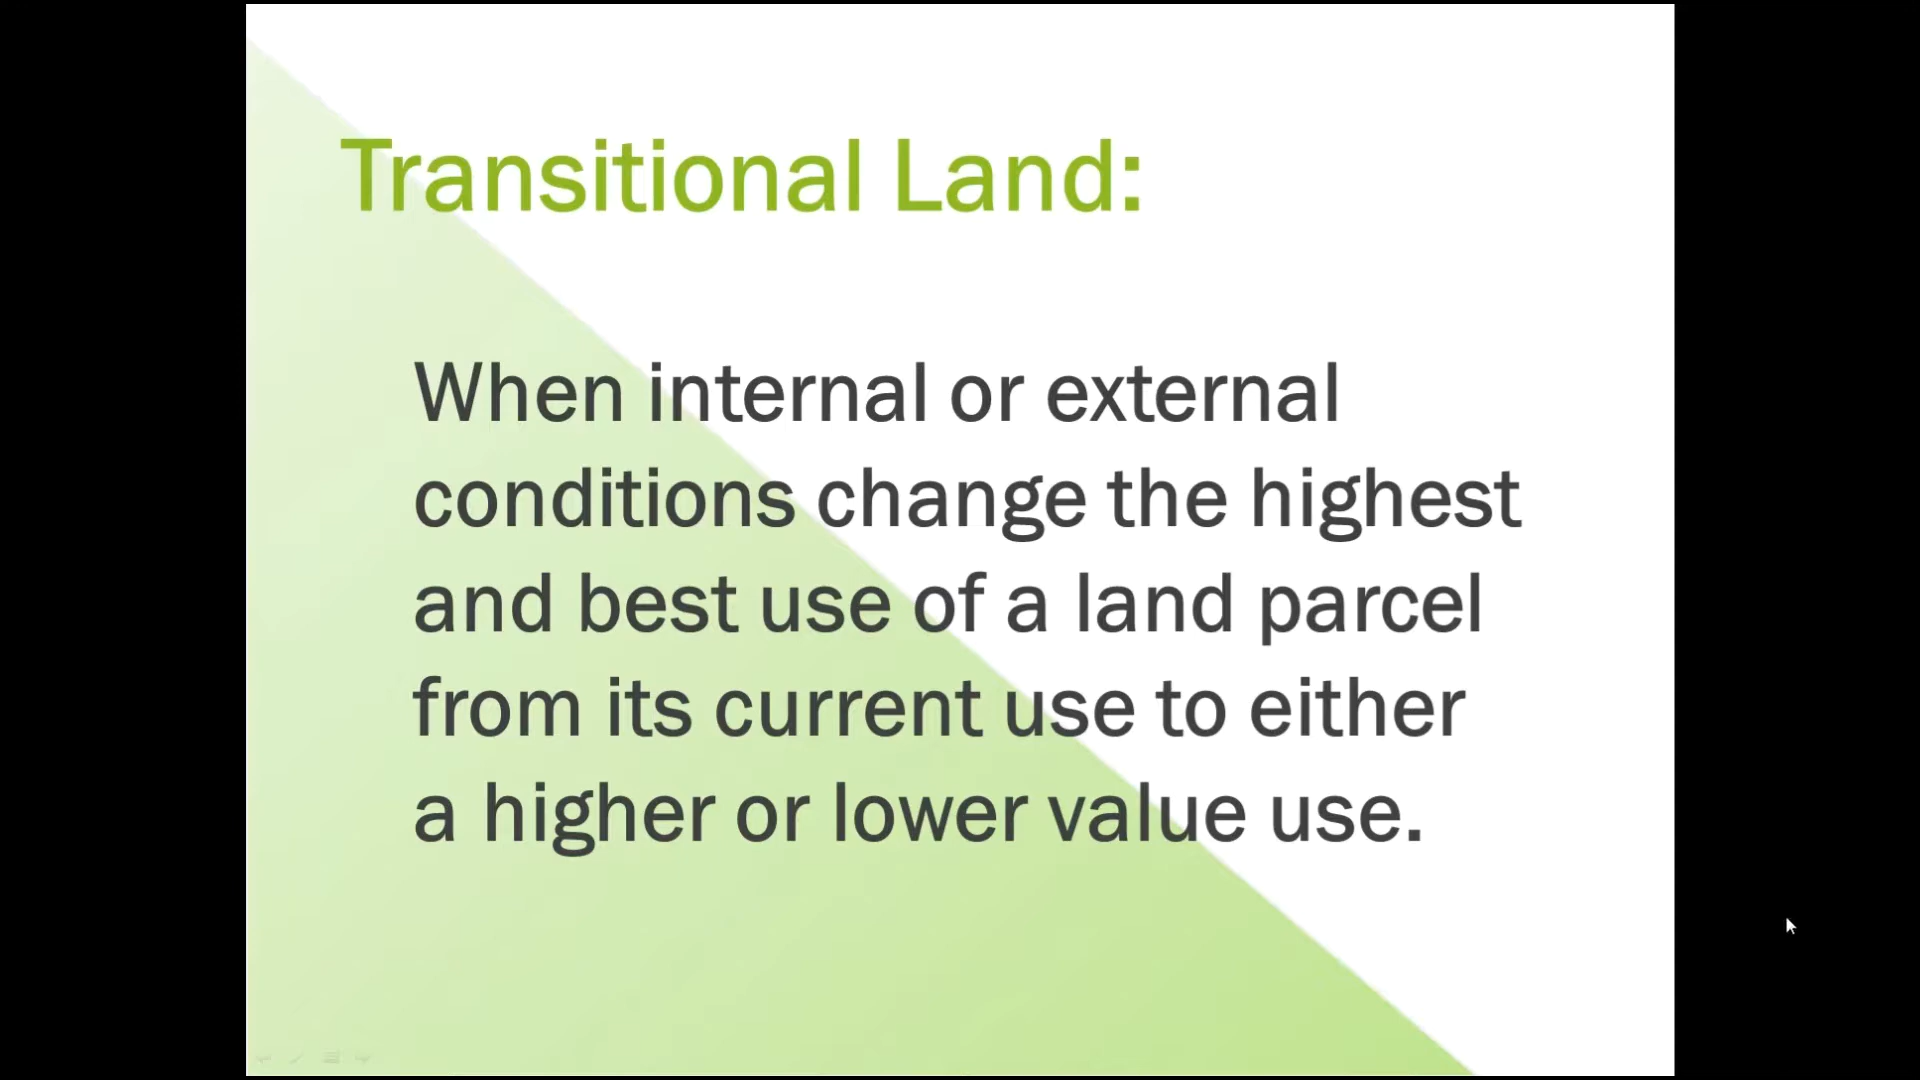 Transitional Land:
When internal or external
conditions change the highest
and best use of a land parcel
from its current use to either
a higher or lower value use.